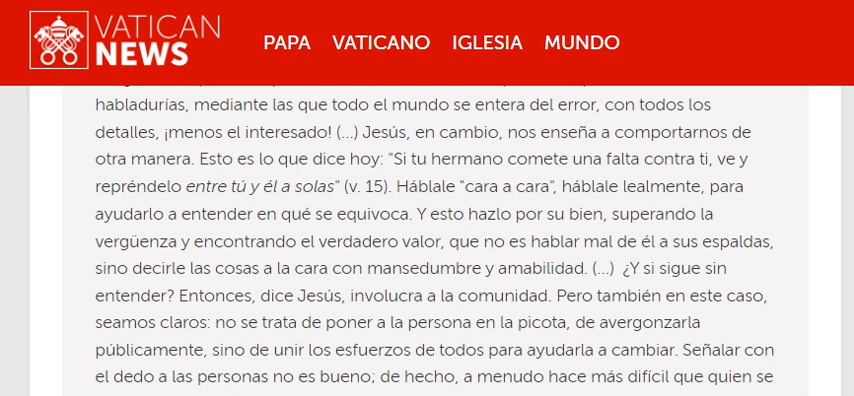 VATICAN
NEWS
PAPA VATICANO IGLESIA MUNDO
habladurías, mediante las que todo el mundo se entera del error, con todos los
detalles, ¡menos el interesado! (...) Jesús, en cambio, nos enseña a comportarnos de
otra manera. Esto es lo que dice hoy: "Si tu hermano comete una falta contra ti, ve y
repréndelo entre tú y él a solas" (v. 15). Háblale "cara a cara", háblale lealmente, para
ayudarlo a entender en qué se equivoca. Y esto hazlo por su bien, superando la
vergüenza y encontrando el verdadero valor, que no es hablar mal de él a sus espaldas,
sino decirle las cosas a la cara con mansedumbre y amabilidad. (...) ¿Y si sigue sin
entender? Entonces, dice Jesús, involucra a la comunidad. Pero también en este caso,
seamos claros: no se trata de poner a la persona en la picota, de avergonzarla
públicamente, sino de unir los esfuerzos de todos para ayudarla a cambiar. Señalar con
el dedo a las personas no es bueno; de hecho, a menudo hace más difícil que quien se